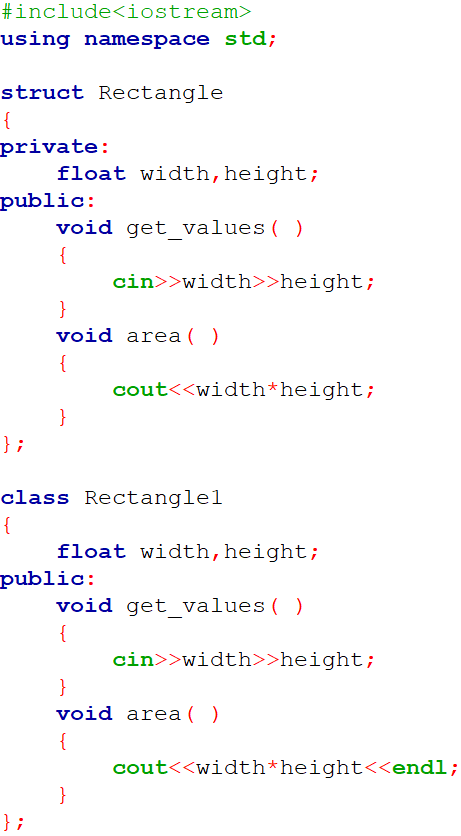 #include<iostream>
using namespace std;
struct Rectangle
{
private:
    float width,height;
public:
    void get_values( )
    {
        cin>>width>>height;
    }
    void area( )
    {
        cout<<width*height;
    }
};
class Rectangle1
{
    float width,height;
public:
    void get_values( )
    {
        cin>>width>>height;
    }
    void area( )
    {
        cout<<width*height<<endl;
    }
};